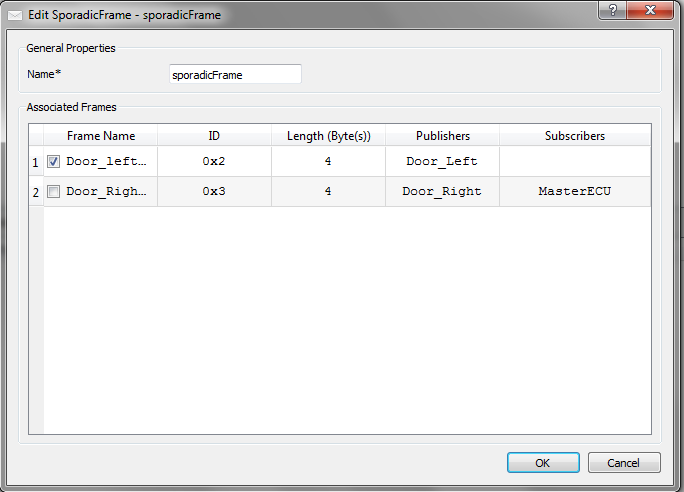 Edit SporadicFrame - sporadicFrame
General Properties
Name* sporadicFrame
Associated Frames
Frame Name ID Length (Byte(s)) Publishers Subscribers
1 Door_left... 0x2 4 Door_Left
2 Door_Righ... 0x3 4 Door_Right MasterECU
OK Cancel